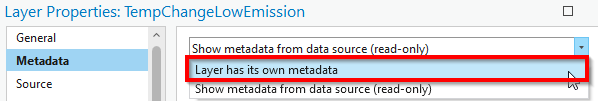 Layer Properties: TempChangeLowEmission
General
Metadata
Source
Show metadata from data source (read-only)
Layer has its own metadata
Show metadata from data source (read-only)